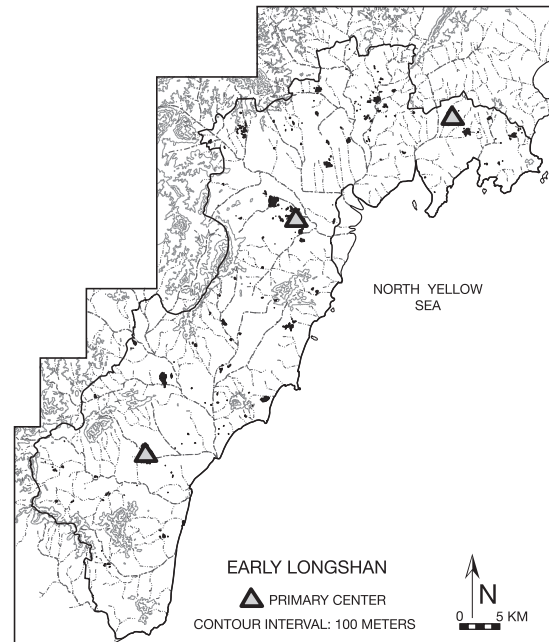 NORTH YELLOW
SEA
EARLY LONGSHAN
PRIMARY CENTER
CONTOUR INTERVAL: 100 METERS
N
0 5 KM